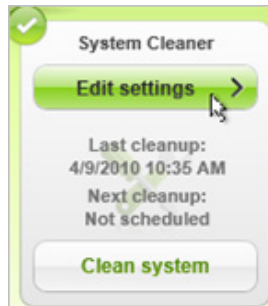 System Cleaner
Edit settings
Last cleanup:
4/9/2010 10:35 AM
Next cleanup:
Not scheduled
Clean system